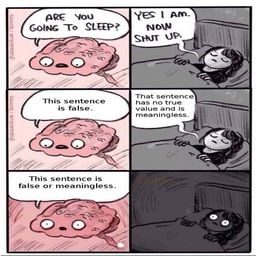 ARE YOU
GOING TO SLEEP?
YES I AM.
NOW
SHUT UP.
This sentence
is false.
That sentence
has no true
value and is
meaningless.
This sentence is
false or meaningless.